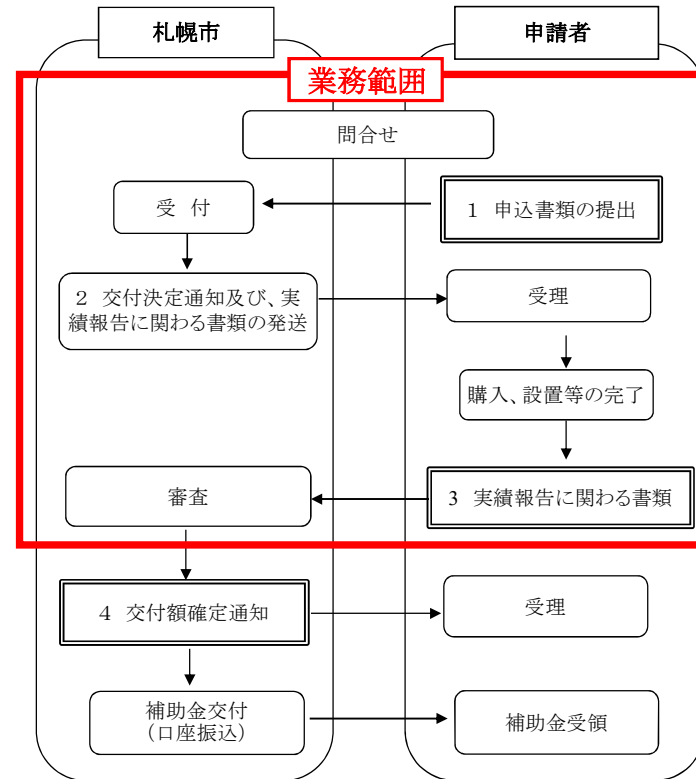 札幌市
申請者
業務範囲
問合せ
受 付
1 申込書類の提出
2 交付決定通知及び、実
績報告に関わる書類の発送
受理
購入、設置等の完了
審査
3 実績報告に関わる書類
4 交付額確定通知
受理
補助金交付
（口座振込）
補助金受領